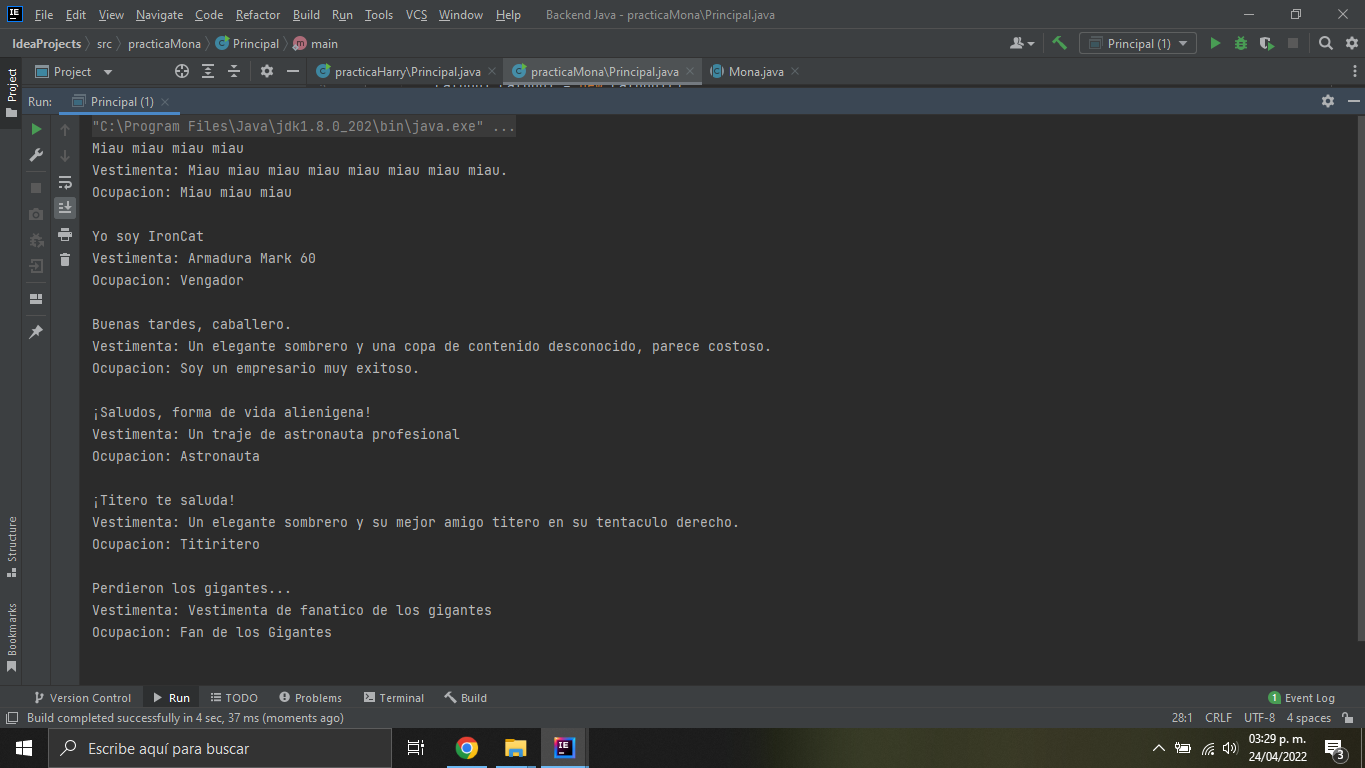 File Edit View Navigate Code Refactor Build Run Tools VCS Window Help Backend Java - practicaMona\Principal.java
IdeaProjects src practicaMona Principal main Principal (1)
Project practicaHarry\Principal.java practicaMona\Principal.java Mona.java
Project
Run: Principal (1)
"C:\Program Files\Java\jdk1.8.0_202\bin\java.exe" ...
Miau miau miau miau
Vestimenta: Miau miau miau miau miau miau miau miau.
Ocupacion: Miau miau miau
Yo soy IronCat
Vestimenta: Armadura Mark 60
Ocupacion: Vengador
Buenas tardes, caballero.
Vestimenta: Un elegante sombrero y una copa de contenido desconocido, parece costoso.
Ocupacion: Soy un empresario muy exitoso.
¡Saludos, forma de vida alienigena!
Vestimenta: Un traje de astronauta profesional
Ocupacion: Astronauta
¡Titero te saluda!
Vestimenta: Un elegante sombrero y su mejor amigo titero en su tentaculo derecho.
Ocupacion: Titiritero
Perdieron los gigantes...
Vestimenta: Vestimenta de fanatico de los gigantes
Ocupacion: Fan de los Gigantes
Structure
Bookmarks
Version Control Run TODO Problems Terminal Build 1 Event Log
Build completed successfully in 4 sec, 37 ms (moments ago) 28:1 CRLF UTF-8 4 spaces
Escribe aquí para buscar 03:29 p. m.
24/04/2022 3